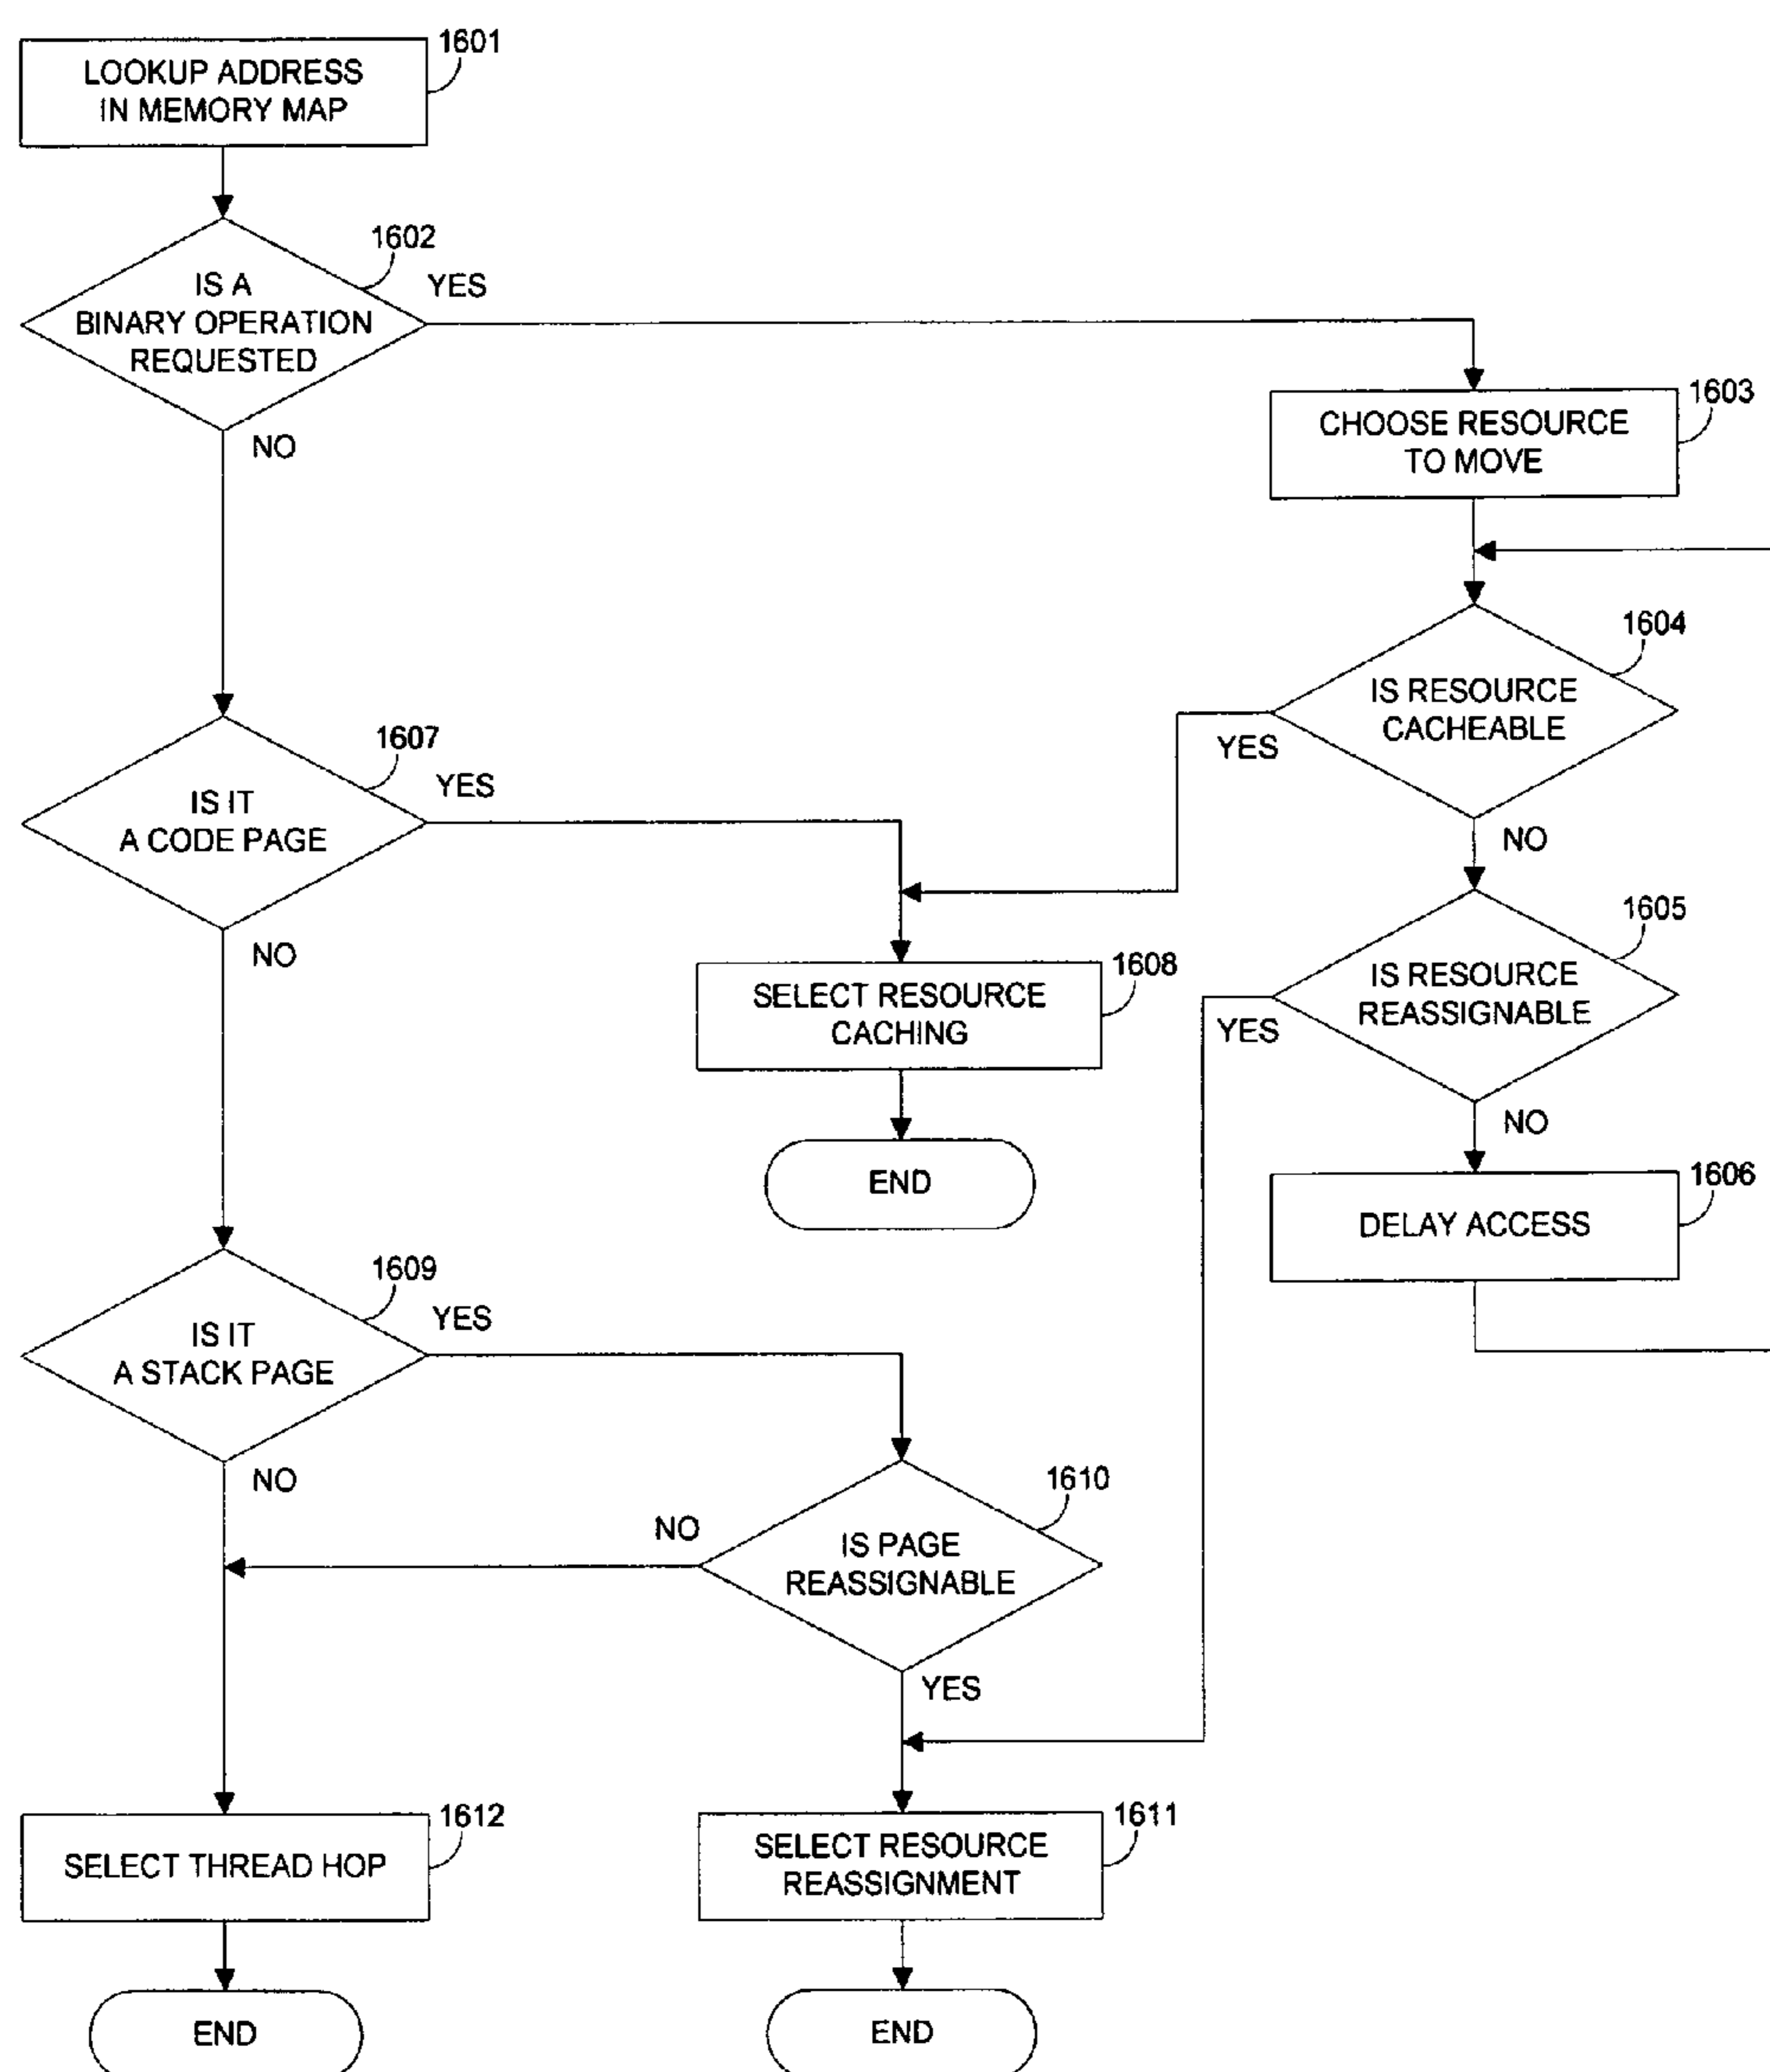 1601
LOOKUP ADDRESS
IN MEMORY MAP
1602
IS A
BINARY OPERATION
REQUESTED
YES
NO
1603
CHOOSE RESOURCE
TO MOVE
1604
IS RESOURCE
CACHEABLE
YES
NO
1607
IS IT
A CODE PAGE
YES
NO
1605
IS RESOURCE
REASSIGNABLE
YES
NO
1608
SELECT RESOURCE
CACHING
END
1606
DELAY ACCESS
1609
IS IT
A STACK PAGE
YES
NO
1610
IS PAGE
REASSIGNABLE
NO
YES
1612
SELECT THREAD HOP
END
1611
SELECT RESOURCE
REASSIGNMENT
END